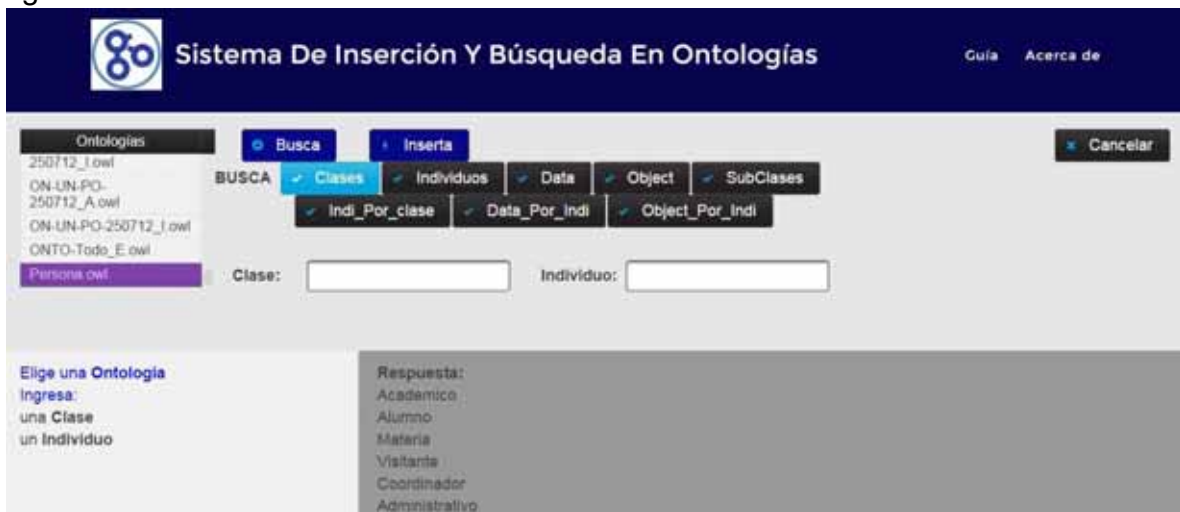 Sistema De Inserción Y Búsqueda En Ontologías
Guía Acerca de
Ontologías
250712_I.owl
ON-UN-PO-
250712_A.owl
ON-UN-PO-250712_I.owl
ONTO-Todo_E.owl
Persona.owl
Busca Inserta
Cancelar
BUSCA Clases Individuos Data Object SubClases
Indi_Por_clase Data_Por_Indi Object_Por_Indi
Clase: Individuo:
Elige una Ontologia
Ingresa:
una Clase
un Individuo
Respuesta:
Academico
Alumno
Materia
Visitante
Coordinador
Administrativo